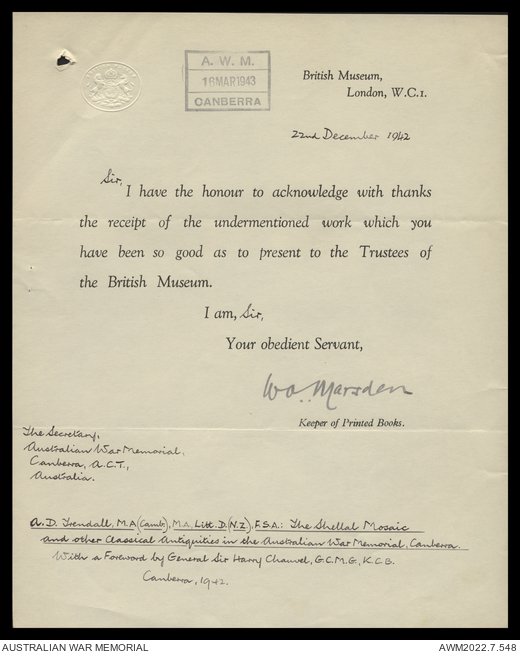 A. W. M.
16 MAR 1943
CANBERRA
British Museum,
London, W.C.1.
22nd December 1942
Sir,
I have the honour to acknowledge with thanks
the receipt of the undermentioned work which you
have been so good as to present to the Trustees of
the British Museum.
I am, Sir,
Your obedient Servant,
W.A. Marsden
Keeper of Printed Books.
The Secretary,
Australian War Memorial,
Canberra, A.C.T.,
Australia.
A.D. Trendall, M.A. (Camb.), M.A., Litt.D. (N.Z.), F.S.A.: The Shellal Mosaic
and other Classical Antiquities in the Australian War Memorial, Canberra.
With a Foreword by General Sir Harry Chauvel, G.C.M.G., K.C.B.
Canberra, 1942.
AUSTRALIAN WAR MEMORIAL
AWM2022.7.548